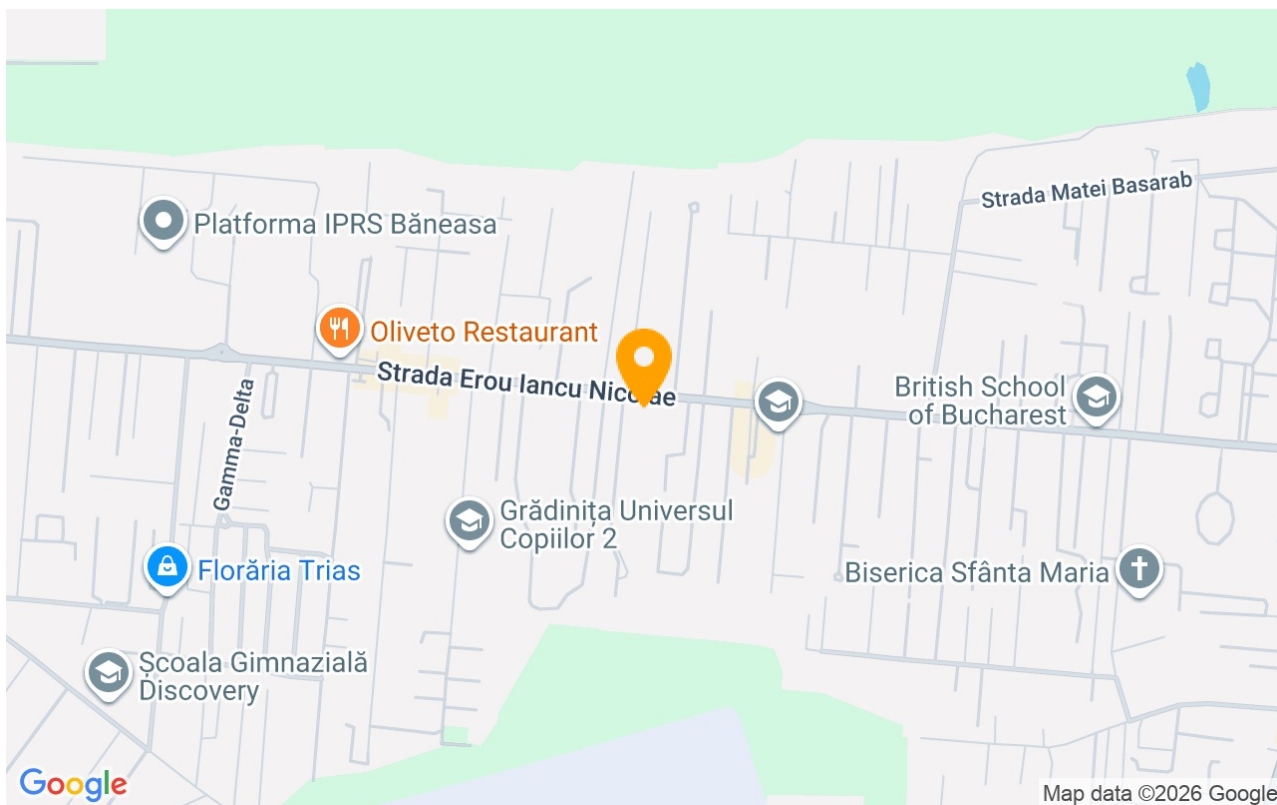 Strada Matei Basarab
Platforma IPRS Băneasa
Oliveto Restaurant
Strada Erou Iancu Nicolae
British School
of Bucharest
Gamma-Delta
Grădinița Universul
Copiilor 2
Florăria Trias
Biserica Sfânta Maria
Școala Gimnazială
Discovery
Google
Map data ©2026 Google